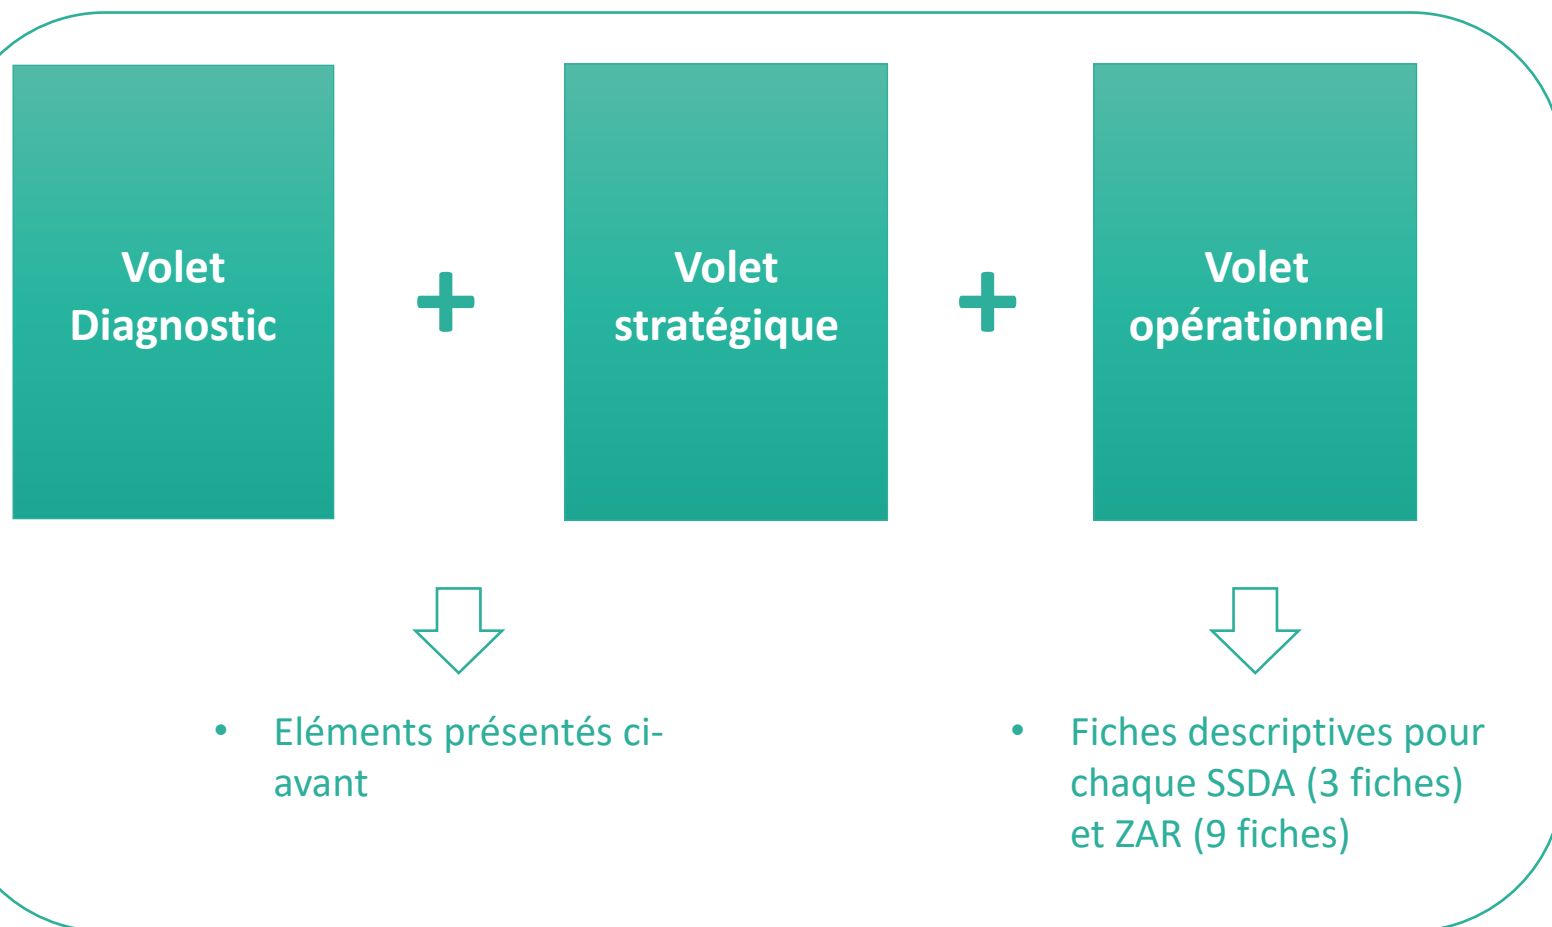 Volet
Diagnostic
+
Volet
stratégique
+
Volet
opérationnel
• Eléments présentés ci-
avant
• Fiches descriptives pour
chaque SSDA (3 fiches)
et ZAR (9 fiches)